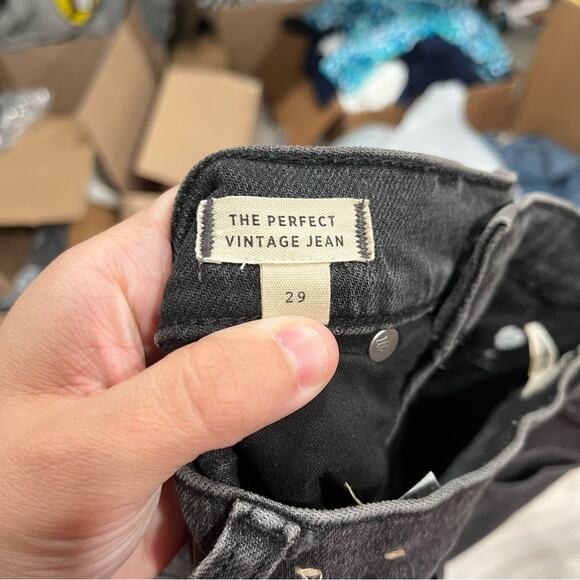 THE PERFECT
VINTAGE JEAN
29